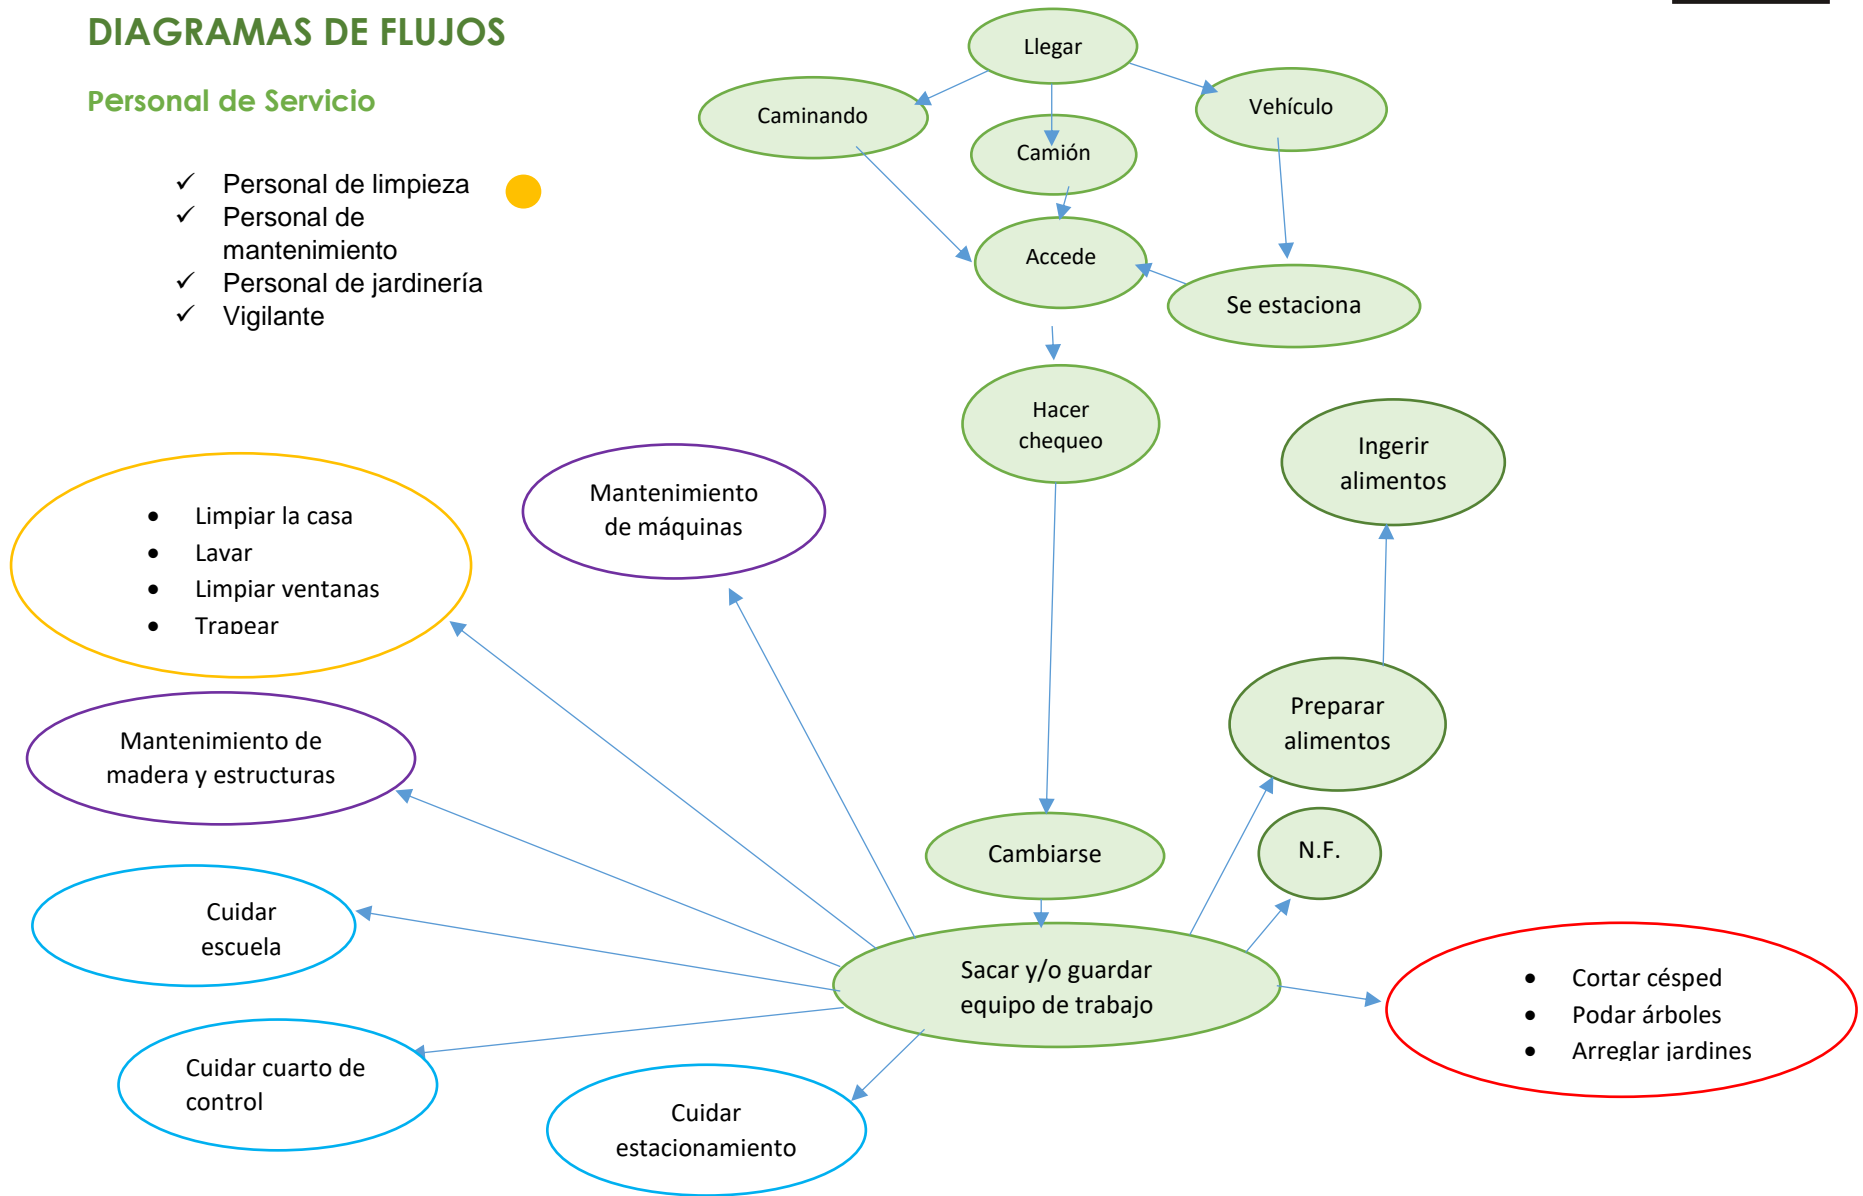 DIAGRAMAS DE FLUJOS
Personal de Servicio
✓ Personal de limpieza
✓ Personal de
mantenimiento
✓ Personal de jardinería
✓ Vigilante
Llegar
Caminando
Camión
Vehículo
Accede
Se estaciona
Hacer
chequeo
Ingerir
alimentos
Mantenimiento
de máquinas
• Limpiar la casa
• Lavar
• Limpiar ventanas
• Trapear
Mantenimiento de
madera y estructuras
Preparar
alimentos
Cambiarse
N.F.
Cuidar
escuela
Sacar y/o guardar
equipo de trabajo
• Cortar césped
• Podar árboles
• Arreglar jardines
Cuidar cuarto de
control
Cuidar
estacionamiento